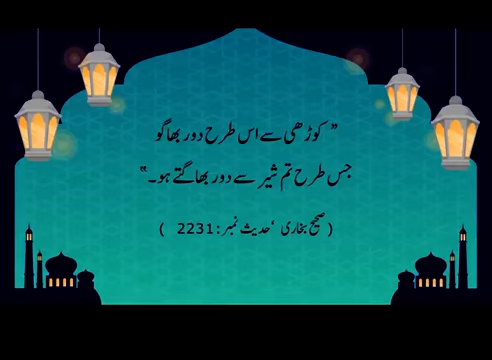 ” کوڑھی سے اس طرح دور بھاگو
جس طرح تم شیر سے دور بھاگتے ہو۔“
( صحیح بخاری ‘ حدیث نمبر : 2231 )